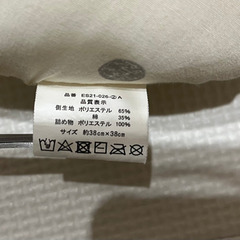 品番 ES21-026-② A
品質表示
側生地 ポリエステル 65%
綿 35%
詰め物 ポリエステル 100%
サイズ 約38cm×38cm